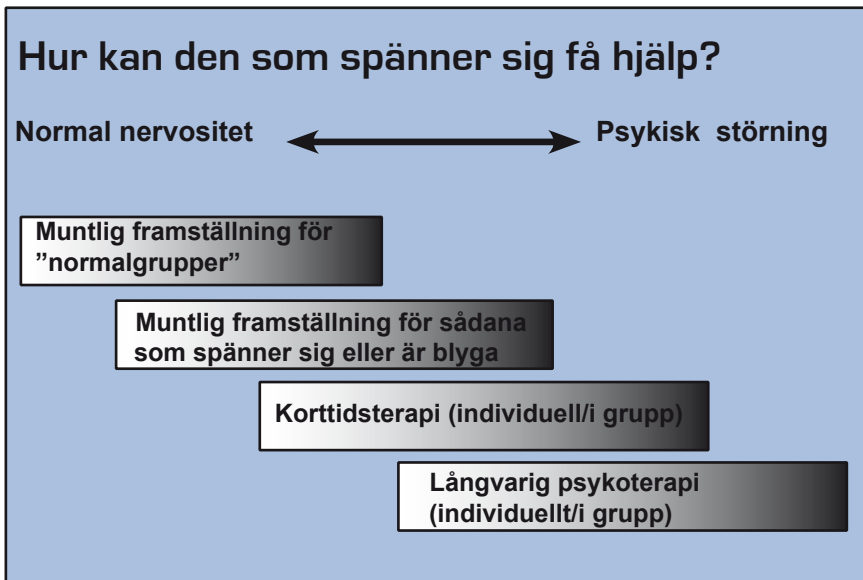 Hur kan den som spänner sig få hjälp?
Normal nervositet
Psykisk störning
Muntlig framställning för
”normalgrupper”
Muntlig framställning för sådana
som spänner sig eller är blyga
Korttidsterapi (individuell/i grupp)
Långvarig psykoterapi
(individuellt/i grupp)